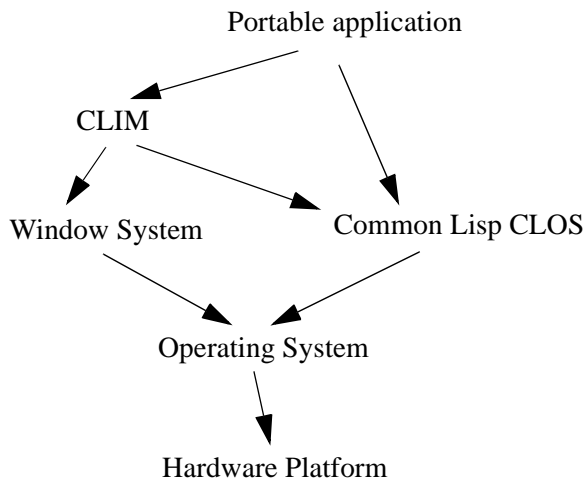 Portable application
CLIM
Window System
Common Lisp CLOS
Operating System
Hardware Platform